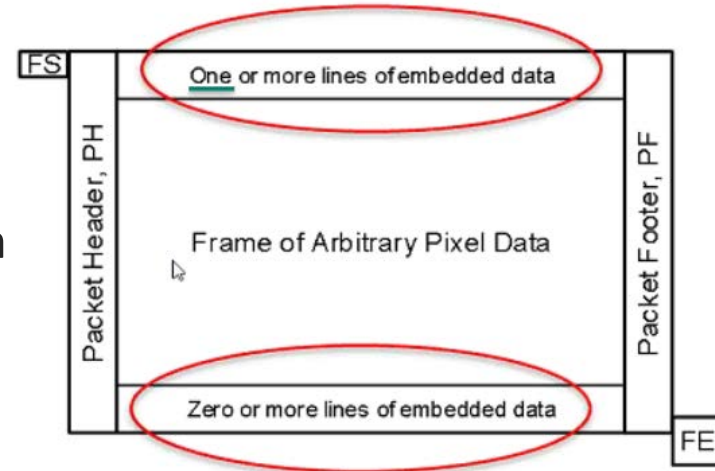 FS
One or more lines of embedded data
Packet Header, PH
Frame of Arbitrary Pixel Data
Packet Footer, PF
Zero or more lines of embedded data
FE